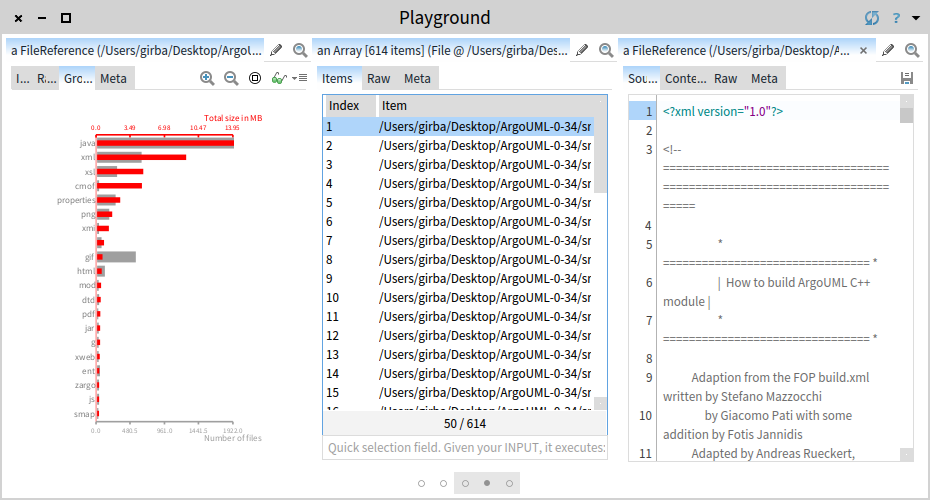 Playground
a FileReference (/Users/girba/Desktop/ArgoU...
I...
R...
Gro...
Meta
Total size in MB
0.0 3.49 6.98 10.47 13.95
java
xml
xsl
cmof
properties
png
xmi
gif
html
mod
dtd
pdf
jar
g
xweb
ent
zargo
js
smap
0.0 480.5 961.0 1441.5 1922.0
Number of files
an Array [614 items] (File @ /Users/girba/Des...
Items
Raw
Meta
Index Item
1 /Users/girba/Desktop/ArgoUML-0-34/sr
2 /Users/girba/Desktop/ArgoUML-0-34/sr
3 /Users/girba/Desktop/ArgoUML-0-34/sr
4 /Users/girba/Desktop/ArgoUML-0-34/sr
5 /Users/girba/Desktop/ArgoUML-0-34/sr
6 /Users/girba/Desktop/ArgoUML-0-34/sr
7 /Users/girba/Desktop/ArgoUML-0-34/sr
8 /Users/girba/Desktop/ArgoUML-0-34/sr
9 /Users/girba/Desktop/ArgoUML-0-34/sr
10 /Users/girba/Desktop/ArgoUML-0-34/sr
11 /Users/girba/Desktop/ArgoUML-0-34/sr
12 /Users/girba/Desktop/ArgoUML-0-34/sr
13 /Users/girba/Desktop/ArgoUML-0-34/sr
14 /Users/girba/Desktop/ArgoUML-0-34/sr
15 /Users/girba/Desktop/ArgoUML-0-34/sr
50 / 614
Quick selection field. Given your INPUT, it executes:
a FileReference (/Users/girba/Desktop/A...
Sou...
Conte...
Raw
Meta
1 <?xml version="1.0"?>
2
3 <!--
===================================
===================================
=====
4
5 *
================================ *
6 | How to build ArgoUML C++
module |
7 *
================================ *
8
9 Adaption from the FOP build.xml
written by Stefano Mazzocchi
10 by Giacomo Pati with some
addition by Fotis Jannidis
11 Adapted by Andreas Rueckert,